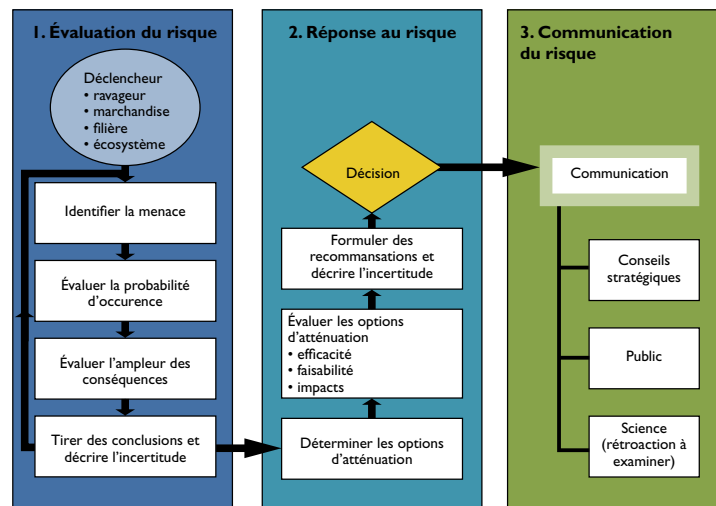 1. Évaluation du risque
Déclencheur
• ravageur
• marchandise
• filière
• écosystème
Identifier la menace
Évaluer la probabilité
d'occurence
Évaluer l'ampleur des
conséquences
Tirer des conclusions et
décrire l'incertitude
2. Réponse au risque
Décision
Formuler des
recommansations et
décrire l'incertitude
Évaluer les options
d'atténuation
• efficacité
• faisabilité
• impacts
Déterminer les options
d'atténuation
3. Communication
du risque
Communication
Conseils
stratégiques
Public
Science
(rétroaction à
examiner)